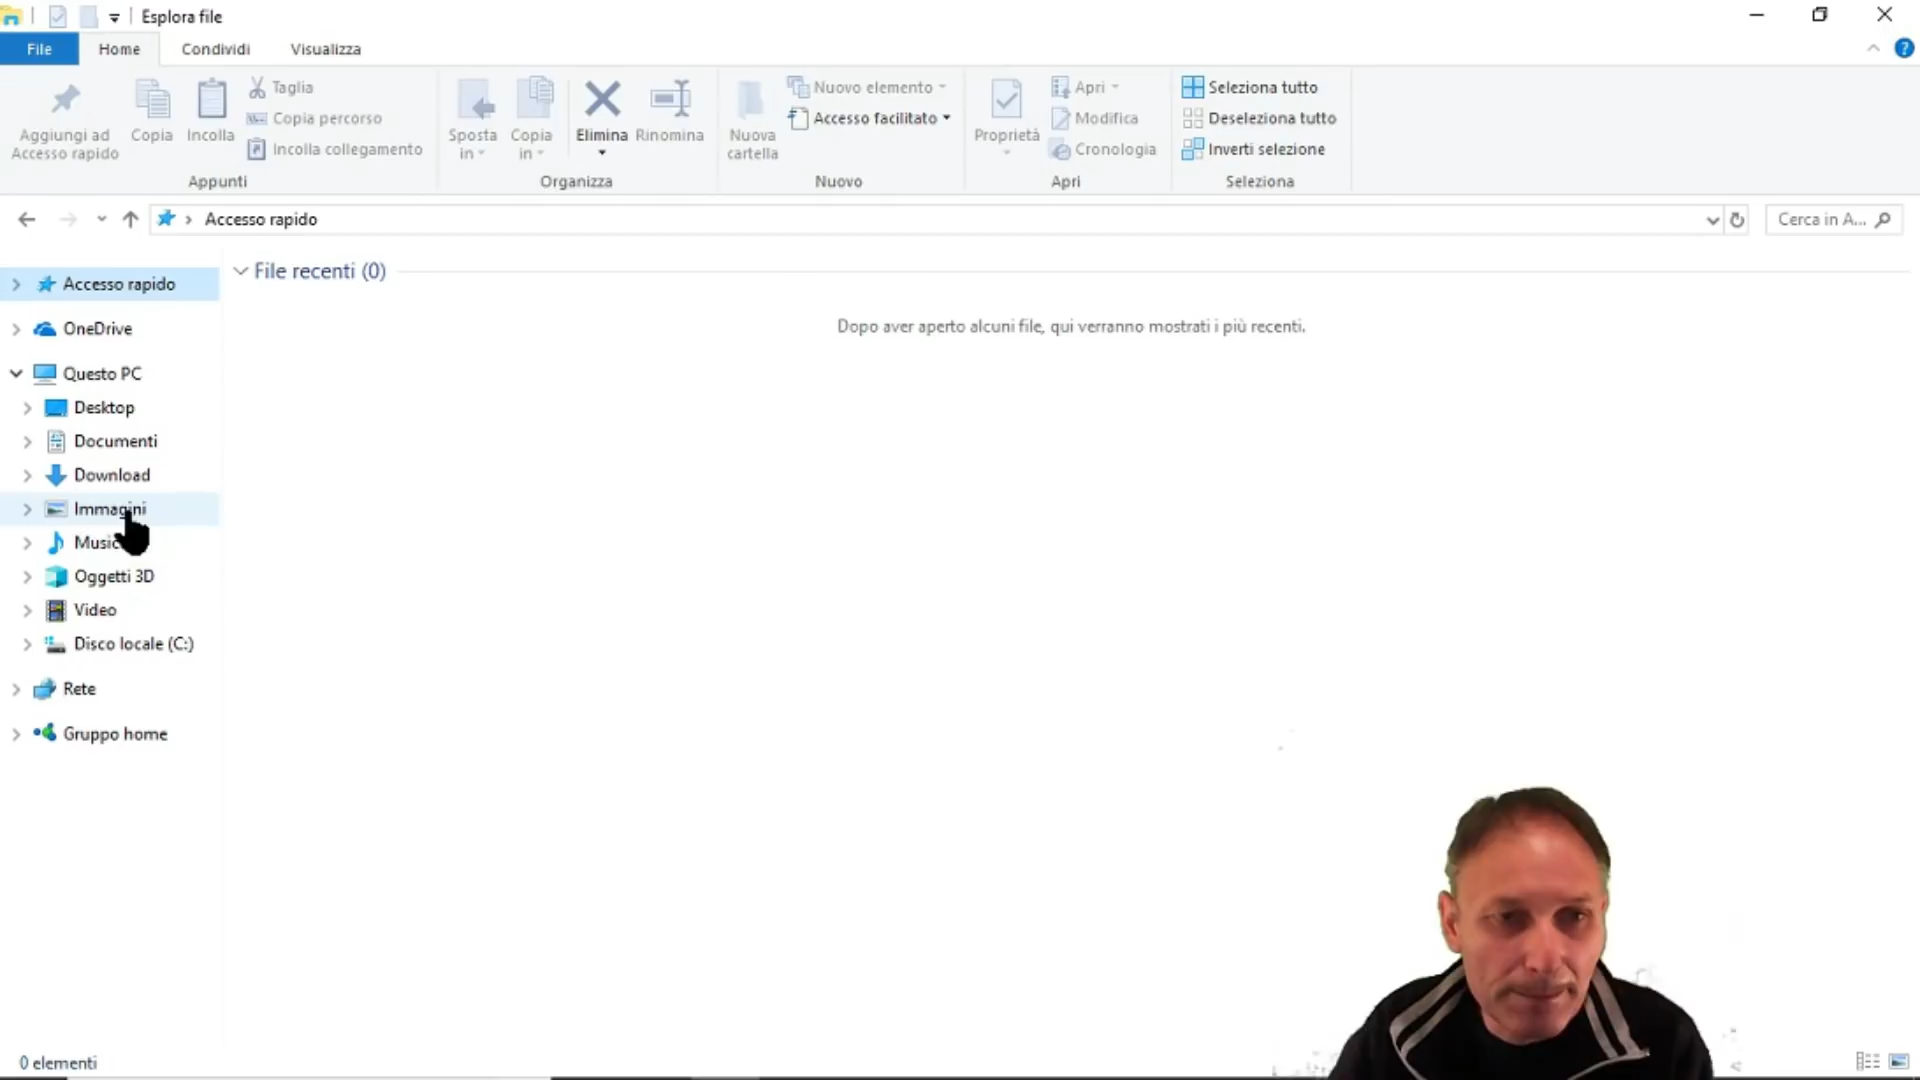 Esplora file
File
Home
Condividi
Visualizza
Aggiungi ad
Accesso rapido
Copia
Incolla
Taglia
Copia percorso
Incolla collegamento
Appunti
Sposta
in
Copia
in
Elimina
Rinomina
Organizza
Nuova
cartella
Nuovo elemento
Accesso facilitato
Nuovo
Proprietà
Apri
Modifica
Cronologia
Apri
Seleziona tutto
Deseleziona tutto
Inverti selezione
Seleziona
Accesso rapido
Cerca in A...
Accesso rapido
OneDrive
Questo PC
Desktop
Documenti
Download
Immagini
Music
Oggetti 3D
Video
Disco locale (C:)
Rete
Gruppo home
File recenti (0)
Dopo aver aperto alcuni file, qui verranno mostrati i più recenti.
0 elementi